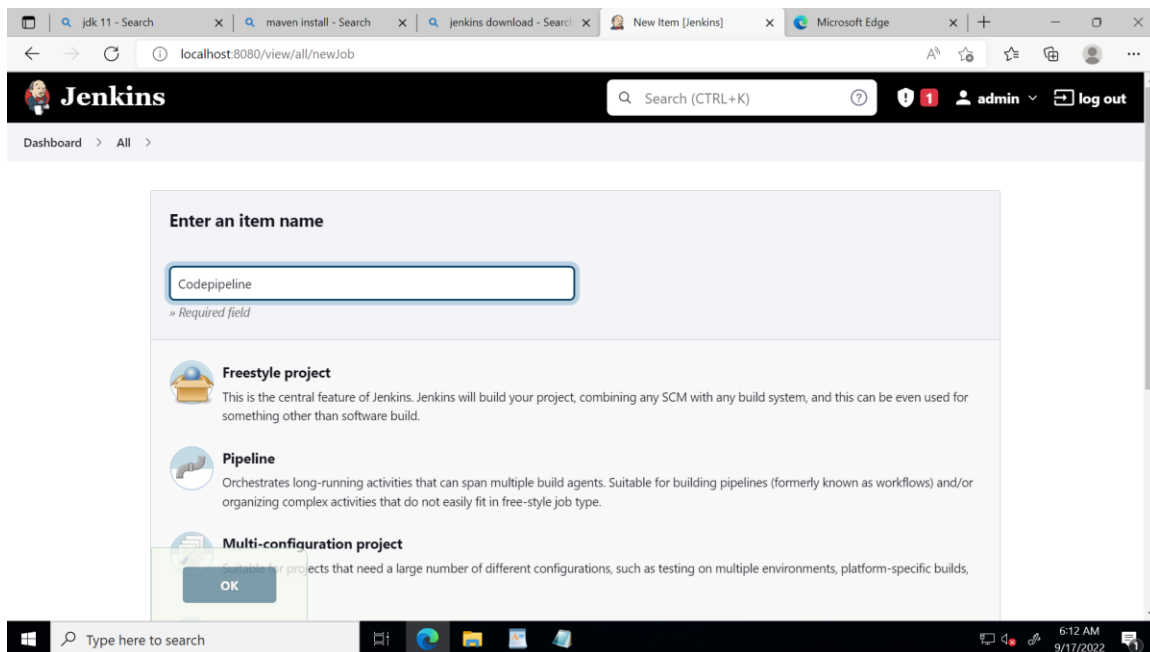 jdk 11 - Search
maven install - Search
jenkins download - Search
New Item [Jenkins]
Microsoft Edge
localhost:8080/view/all/newJob
Jenkins
Search (CTRL+K)
1
admin
log out
Dashboard > All >
Enter an item name
Codepipeline
» Required field
Freestyle project
This is the central feature of Jenkins. Jenkins will build your project, combining any SCM with any build system, and this can be even used for
something other than software build.
Pipeline
Orchestrates long-running activities that can span multiple build agents. Suitable for building pipelines (formerly known as workflows) and/or
organizing complex activities that do not easily fit in free-style job type.
Multi-configuration project
Suitable for projects that need a large number of different configurations, such as testing on multiple environments, platform-specific builds,
OK
Type here to search
6:12 AM
9/17/2022
1